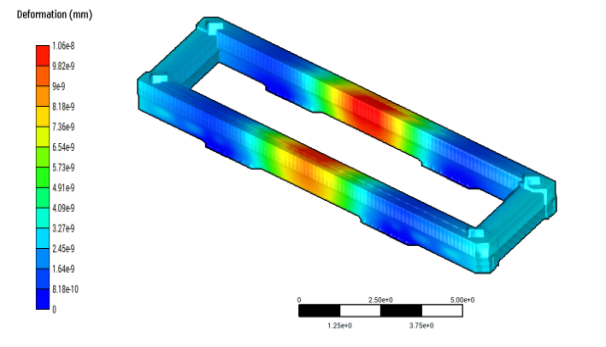 Deformation (mm)
1.06e-8
9.82e-9
9e-9
8.18e-9
7.36e-9
6.54e-9
5.73e-9
4.91e-9
4.09e-9
3.27e-9
2.45e-9
1.64e-9
8.18e-10
0
0 2.50e+0 5.00e+0
1.25e+0 3.75e+0